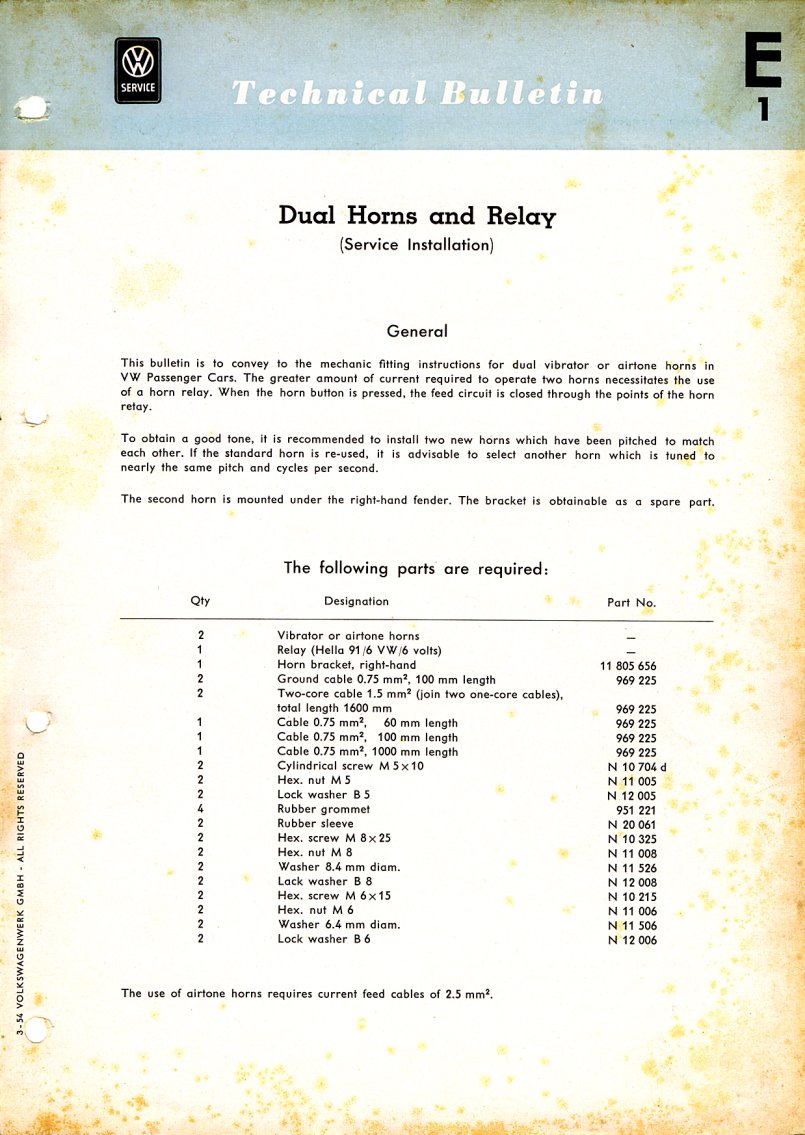 SERVICE
Technical Bulletin
E
1
Dual Horns and Relay
(Service Installation)
General
This bulletin is to convey to the mechanic fitting instructions for dual vibrator or airtone horns in
VW Passenger Cars. The greater amount of current required to operate two horns necessitates the use
of a horn relay. When the horn button is pressed, the feed circuit is closed through the points of the horn
retay.
To obtain a good tone, it is recommended to install two new horns which have been pitched to match
each other. If the standard horn is re-used, it is advisable to select another horn which is tuned to
nearly the same pitch and cycles per second.
The second horn is mounted under the right-hand fender. The bracket is obtainable as a spare part.
The following parts are required:
Qty Designation Part No.
2 Vibrator or airtone horns —
1 Relay (Hella 91/6 VW/6 volts) —
1 Horn bracket, right-hand 11 805 656
2 Ground cable 0.75 mm², 100 mm length 969 225
2 Two-core cable 1.5 mm² (join two one-core cables),
total length 1600 mm 969 225
1 Cable 0.75 mm², 60 mm length 969 225
1 Cable 0.75 mm², 100 mm length 969 225
1 Cable 0.75 mm², 1000 mm length 969 225
2 Cylindrical screw M 5×10 N 10 704 d
2 Hex. nut M 5 N 11 005
2 Lock washer B 5 N 12 005
4 Rubber grommet 951 221
2 Rubber sleeve N 20 061
2 Hex. screw M 8×25 N 10 325
2 Hex. nut M 8 N 11 008
2 Washer 8.4 mm diam. N 11 526
2 Lack washer B 8 N 12 008
2 Hex. screw M 6×15 N 10 215
2 Hex. nut M 6 N 11 006
2 Washer 6.4 mm diam. N 11 506
2 Lock washer B 6 N 12 006
The use of airtone horns requires current feed cables of 2.5 mm².
3-54 VOLKSWAGENWERK GMBH - ALL RIGHTS RESERVED